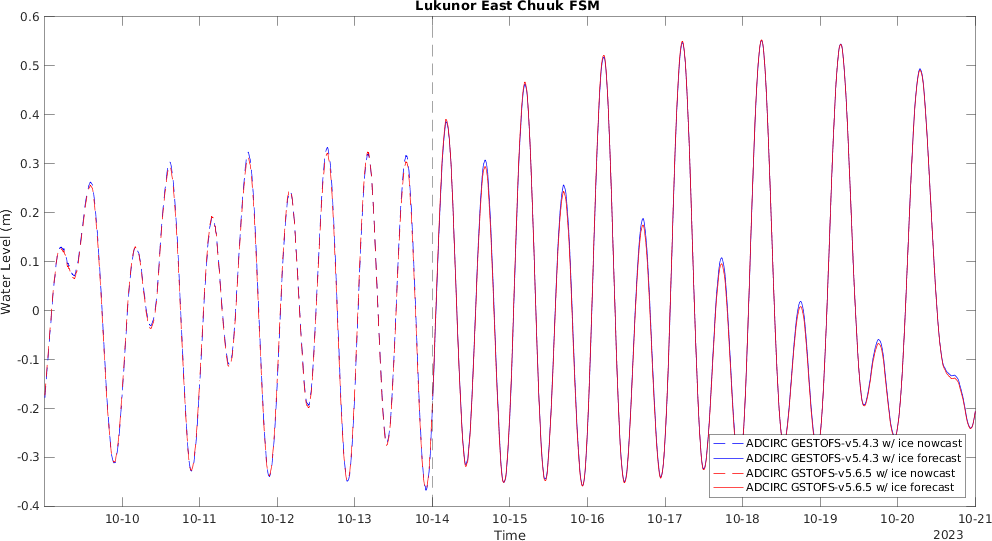 Lukunor East Chuuk FSM
0.6
0.5
0.4
0.3
0.2
0.1
0
-0.1
-0.2
-0.3
-0.4
Water Level (m)
ADCIRC GESTOFS-v5.4.3 w/ ice nowcast
ADCIRC GESTOFS-v5.4.3 w/ ice forecast
ADCIRC GSTOFS-v5.6.5 w/ ice nowcast
ADCIRC GSTOFS-v5.6.5 w/ ice forecast
10-10 10-11 10-12 10-13 10-14 10-15 10-16 10-17 10-18 10-19 10-20 10-21
Time
2023